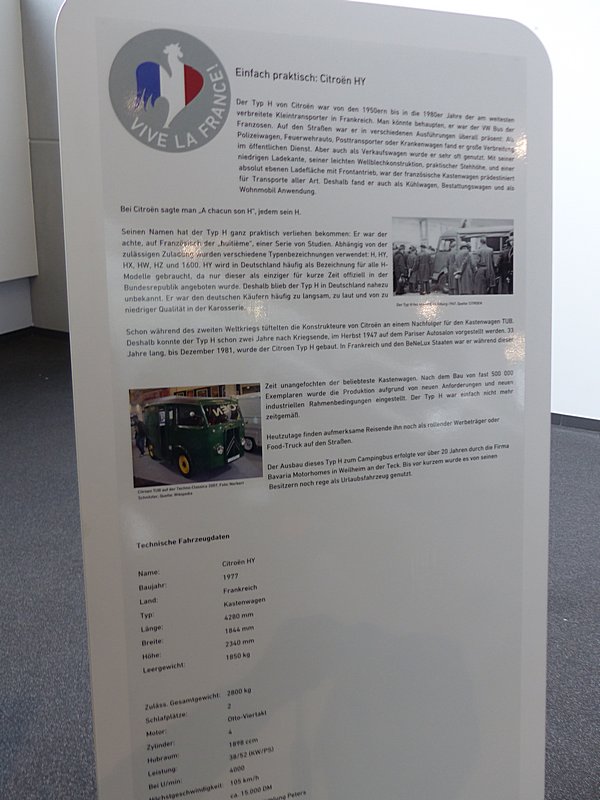 VIVE LA FRANCE!
Einfach praktisch: Citroën HY
Der Typ H von Citroën war von den 1950ern bis in die 1980er Jahre der am weitesten
verbreitete Kleintransporter in Frankreich. Man könnte behaupten, er war der VW Bus der
Franzosen. Auf den Straßen war er in verschiedenen Ausführungen überall präsent: Als
Polizeiwagen, Feuerwehrauto, Posttransporter oder Krankenwagen fand er große Verbreitung
im öffentlichen Dienst. Aber auch als Verkaufswagen wurde er sehr oft genutzt. Mit seiner
niedrigen Ladekante, seiner leichten Wellblechkonstruktion, praktischer Stehhöhe, und einer
absolut ebenen Ladefläche mit Frontantrieb, war der französische Kastenwagen prädestiniert
für Transporte aller Art. Deshalb fand er auch als Kühlwagen, Bestattungswagen und als
Wohnmobil Anwendung.
Bei Citroën sagte man „A chacun son H", jedem sein H.
Seinen Namen hat der Typ H ganz praktisch verliehen bekommen: Er war der
achte, auf Französisch der „huitième", einer Serie von Studien. Abhängig von der
zulässigen Zuladung wurden verschiedene Typenbezeichnungen verwendet: H, HY,
HX, HW, HZ und 1600. HY wird in Deutschland häufig als Bezeichnung für alle H-
Modelle gebraucht, da nur dieser als einziger für kurze Zeit offiziell in der
Bundesrepublik angeboten wurde. Deshalb blieb der Typ H in Deutschland nahezu
unbekannt. Er war den deutschen Käufern häufig zu langsam, zu laut und von zu
niedriger Qualität in der Karosserie.
Schon während des zweiten Weltkriegs tüftelten die Konstrukteure von Citroën an einem Nachfolger für den Kastenwagen TUB.
Deshalb konnte der Typ H schon zwei Jahre nach Kriegsende, im Herbst 1947 auf dem Pariser Autosalon vorgestellt werden. 33
Jahre lang, bis Dezember 1981, wurde der Citroen Typ H gebaut. In Frankreich und den BeNeLux Staaten war er während dieser
Zeit unangefochten der beliebteste Kastenwagen. Nach dem Bau von fast 500 000
Exemplaren wurde die Produktion aufgrund von neuen Anforderungen und neuen
industriellen Rahmenbedingungen eingestellt. Der Typ H war einfach nicht mehr
zeitgemäß.
Citroen TUB auf der Techno-Classica 2007. Foto: Norbert
Schnitzler, Quelle: Wikipedia
Heutzutage finden aufmerksame Reisende ihn noch als rollender Werbeträger oder
Food-Truck auf den Straßen.
Der Ausbau dieses Typ H zum Campingbus erfolgte vor über 20 Jahren durch die Firma
Bavaria Motorhomes in Weilheim an der Teck. Bis vor kurzem wurde es von seinen
Besitzern noch rege als Urlaubsfahrzeug genutzt.
Technische Fahrzeugdaten
Name: Citroën HY
Baujahr: 1977
Land: Frankreich
Typ: Kastenwagen
Länge: 4280 mm
Breite: 1844 mm
Höhe: 2340 mm
Leergewicht: 1850 kg
Zuläss. Gesamtgewicht: 2800 kg
Schlafplätze: 2
Motor: Otto-Viertakt
Zylinder: 4
Hubraum: 1898 ccm
Leistung: 38/52 (KW/PS)
Bei U/min: 4000
Höchstgeschwindigkeit: 105 km/h
ca. 15.000 DM
Peters